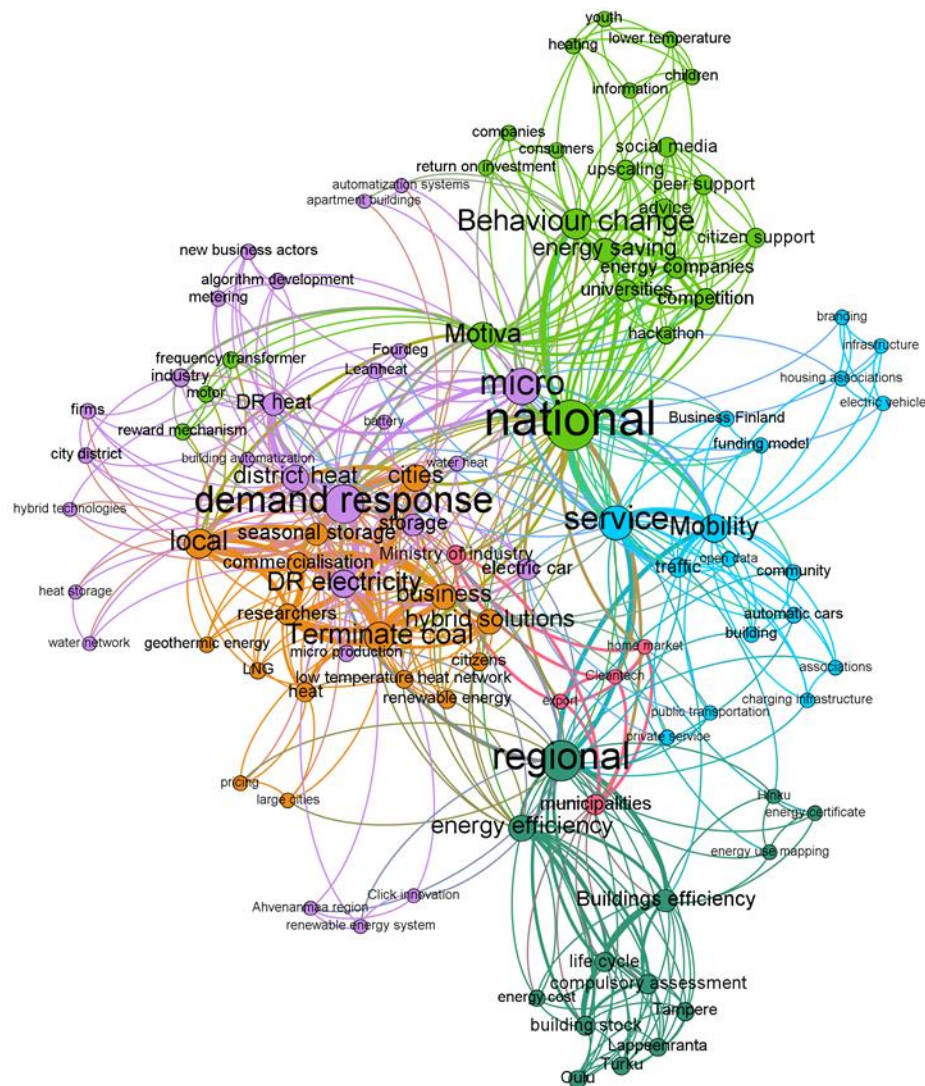 youth
heating
lower temperature
children
information
companies
consumers
social media
return on investment
upscaling
peer support
automatization systems
apartment buildings
advice
Behaviour change
citizen support
energy saving
new business actors
energy companies
algorithm development
universities
metering
competition
branding
Motiva
hackathon
infrastructure
Fourdeg
frequency transformer
Leanheat
industry
micro
housing associations
motor
DR heat
electric vehicle
firms
national
Business Finland
reward mechanism
battery
funding model
city district
building automatization
water heat
district heat
cities
demand response
hybrid technologies
service
Mobility
storage
seasonal storage
local
Ministry of industry
open data
commercialisation
electric car
traffic
community
DR electricity
heat storage
business
researchers
hybrid solutions
automatic cars
Terminate coal
building
water network
geothermic energy
micro production
home market
citizens
LNG
low temperature heat network
Cleantech
associations
heat
renewable energy
export
charging infrastructure
public transportation
private service
regional
pricing
large cities
municipalities
Hinku
energy efficiency
energy certificate
energy use mapping
Click innovation
Buildings efficiency
Ahvenanmaa region
renewable energy system
life cycle
compulsory assessment
energy cost
Tampere
building stock
Lappeenranta
Turku
Oulu